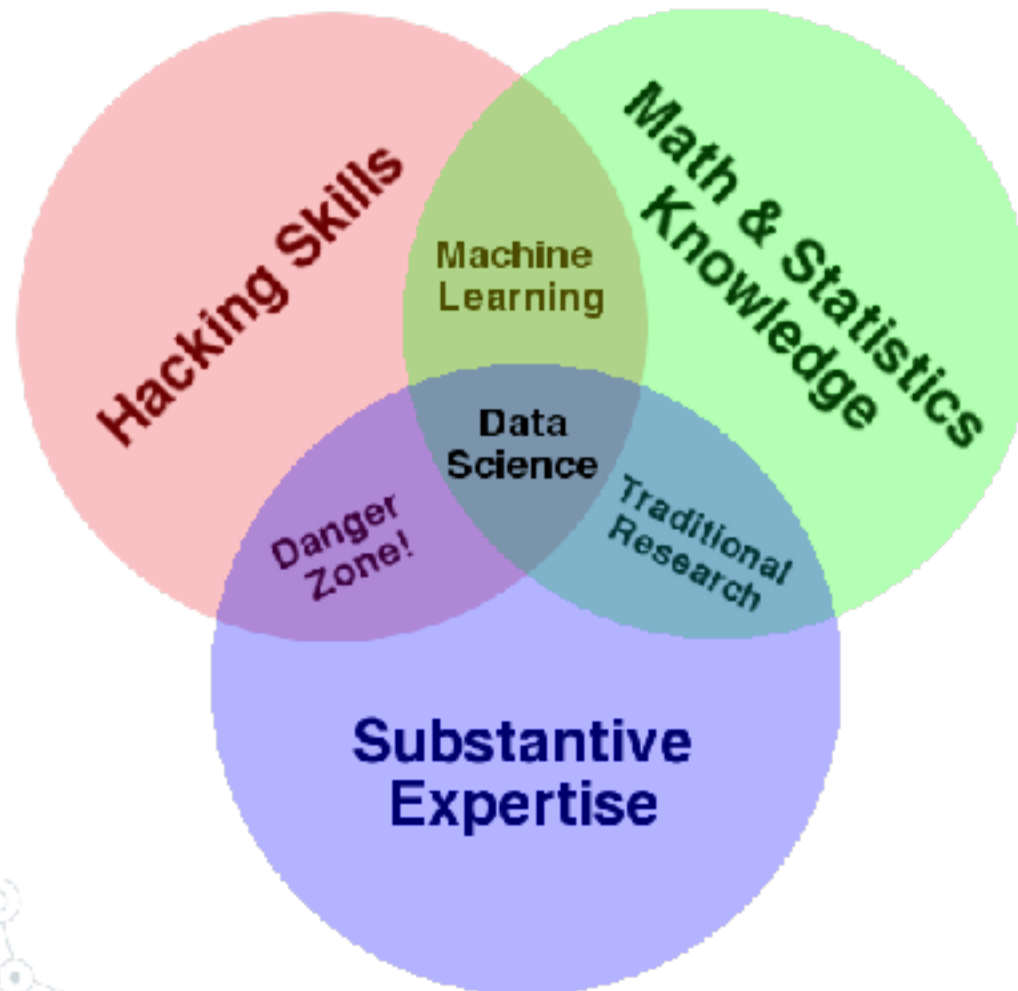 Hacking Skills
Math & Statistics
Knowledge
Machine
Learning
Data
Science
Danger
Zone!
Traditional
Research
Substantive
Expertise